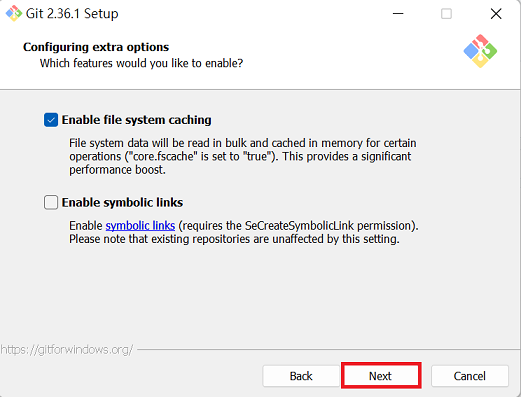 Git 2.36.1 Setup
Configuring extra options
Which features would you like to enable?
Enable file system caching
File system data will be read in bulk and cached in memory for certain
operations ("core.fscache" is set to "true"). This provides a significant
performance boost.
Enable symbolic links
Enable symbolic links (requires the SeCreateSymbolicLink permission).
Please note that existing repositories are unaffected by this setting.
https://gitforwindows.org/
Back Next Cancel